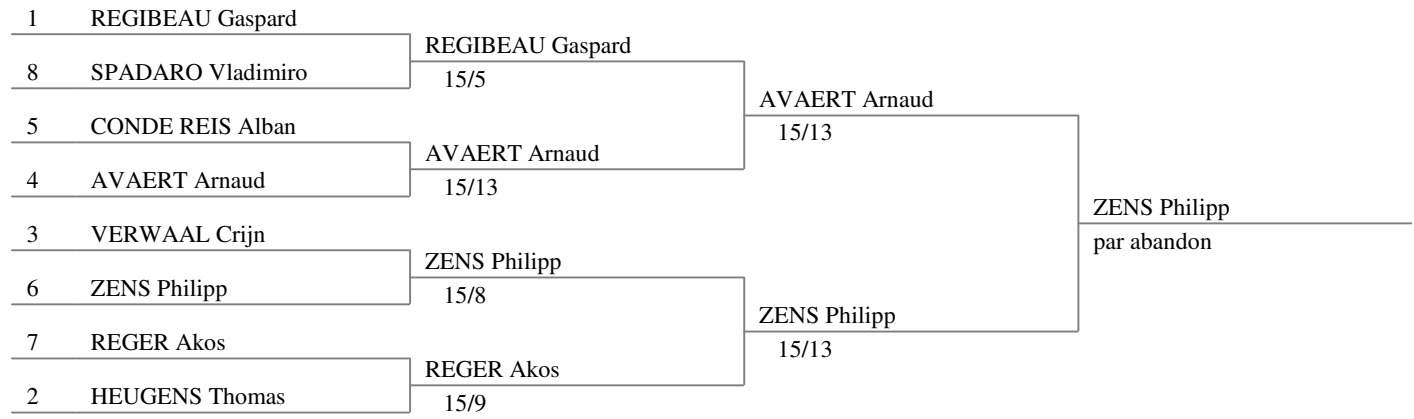 1 REGIBEAU Gaspard
REGIBEAU Gaspard
8 SPADARO Vladimiro
15/5
AVAERT Arnaud
5 CONDE REIS Alban
15/13
AVAERT Arnaud
4 AVAERT Arnaud
15/13
ZENS Philipp
3 VERWAAL Crijn
par abandon
ZENS Philipp
6 ZENS Philipp
15/8
ZENS Philipp
7 REGER Akos
15/13
REGER Akos
2 HEUGENS Thomas
15/9